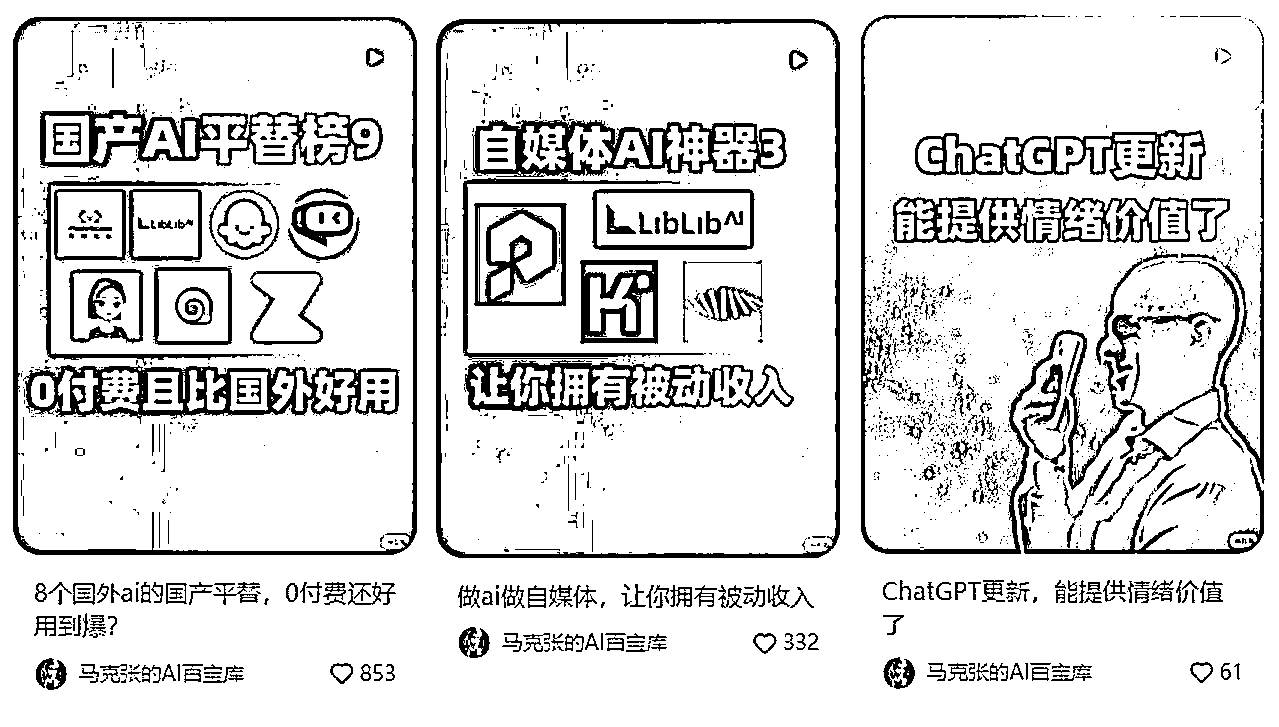 国产AI平替榜9
LibLibAI
0付费且比国外好用
8个国外ai的国产平替，0付费还好
用到爆？
马克张的AI百宝库
853
自媒体AI神器3
LibLibAI
Ki
让你拥有被动收入
做ai做自媒体，让你拥有被动收入
马克张的AI百宝库
332
ChatGPT更新
能提供情绪价值了
ChatGPT更新，能提供情绪价值
了
马克张的AI百宝库
61